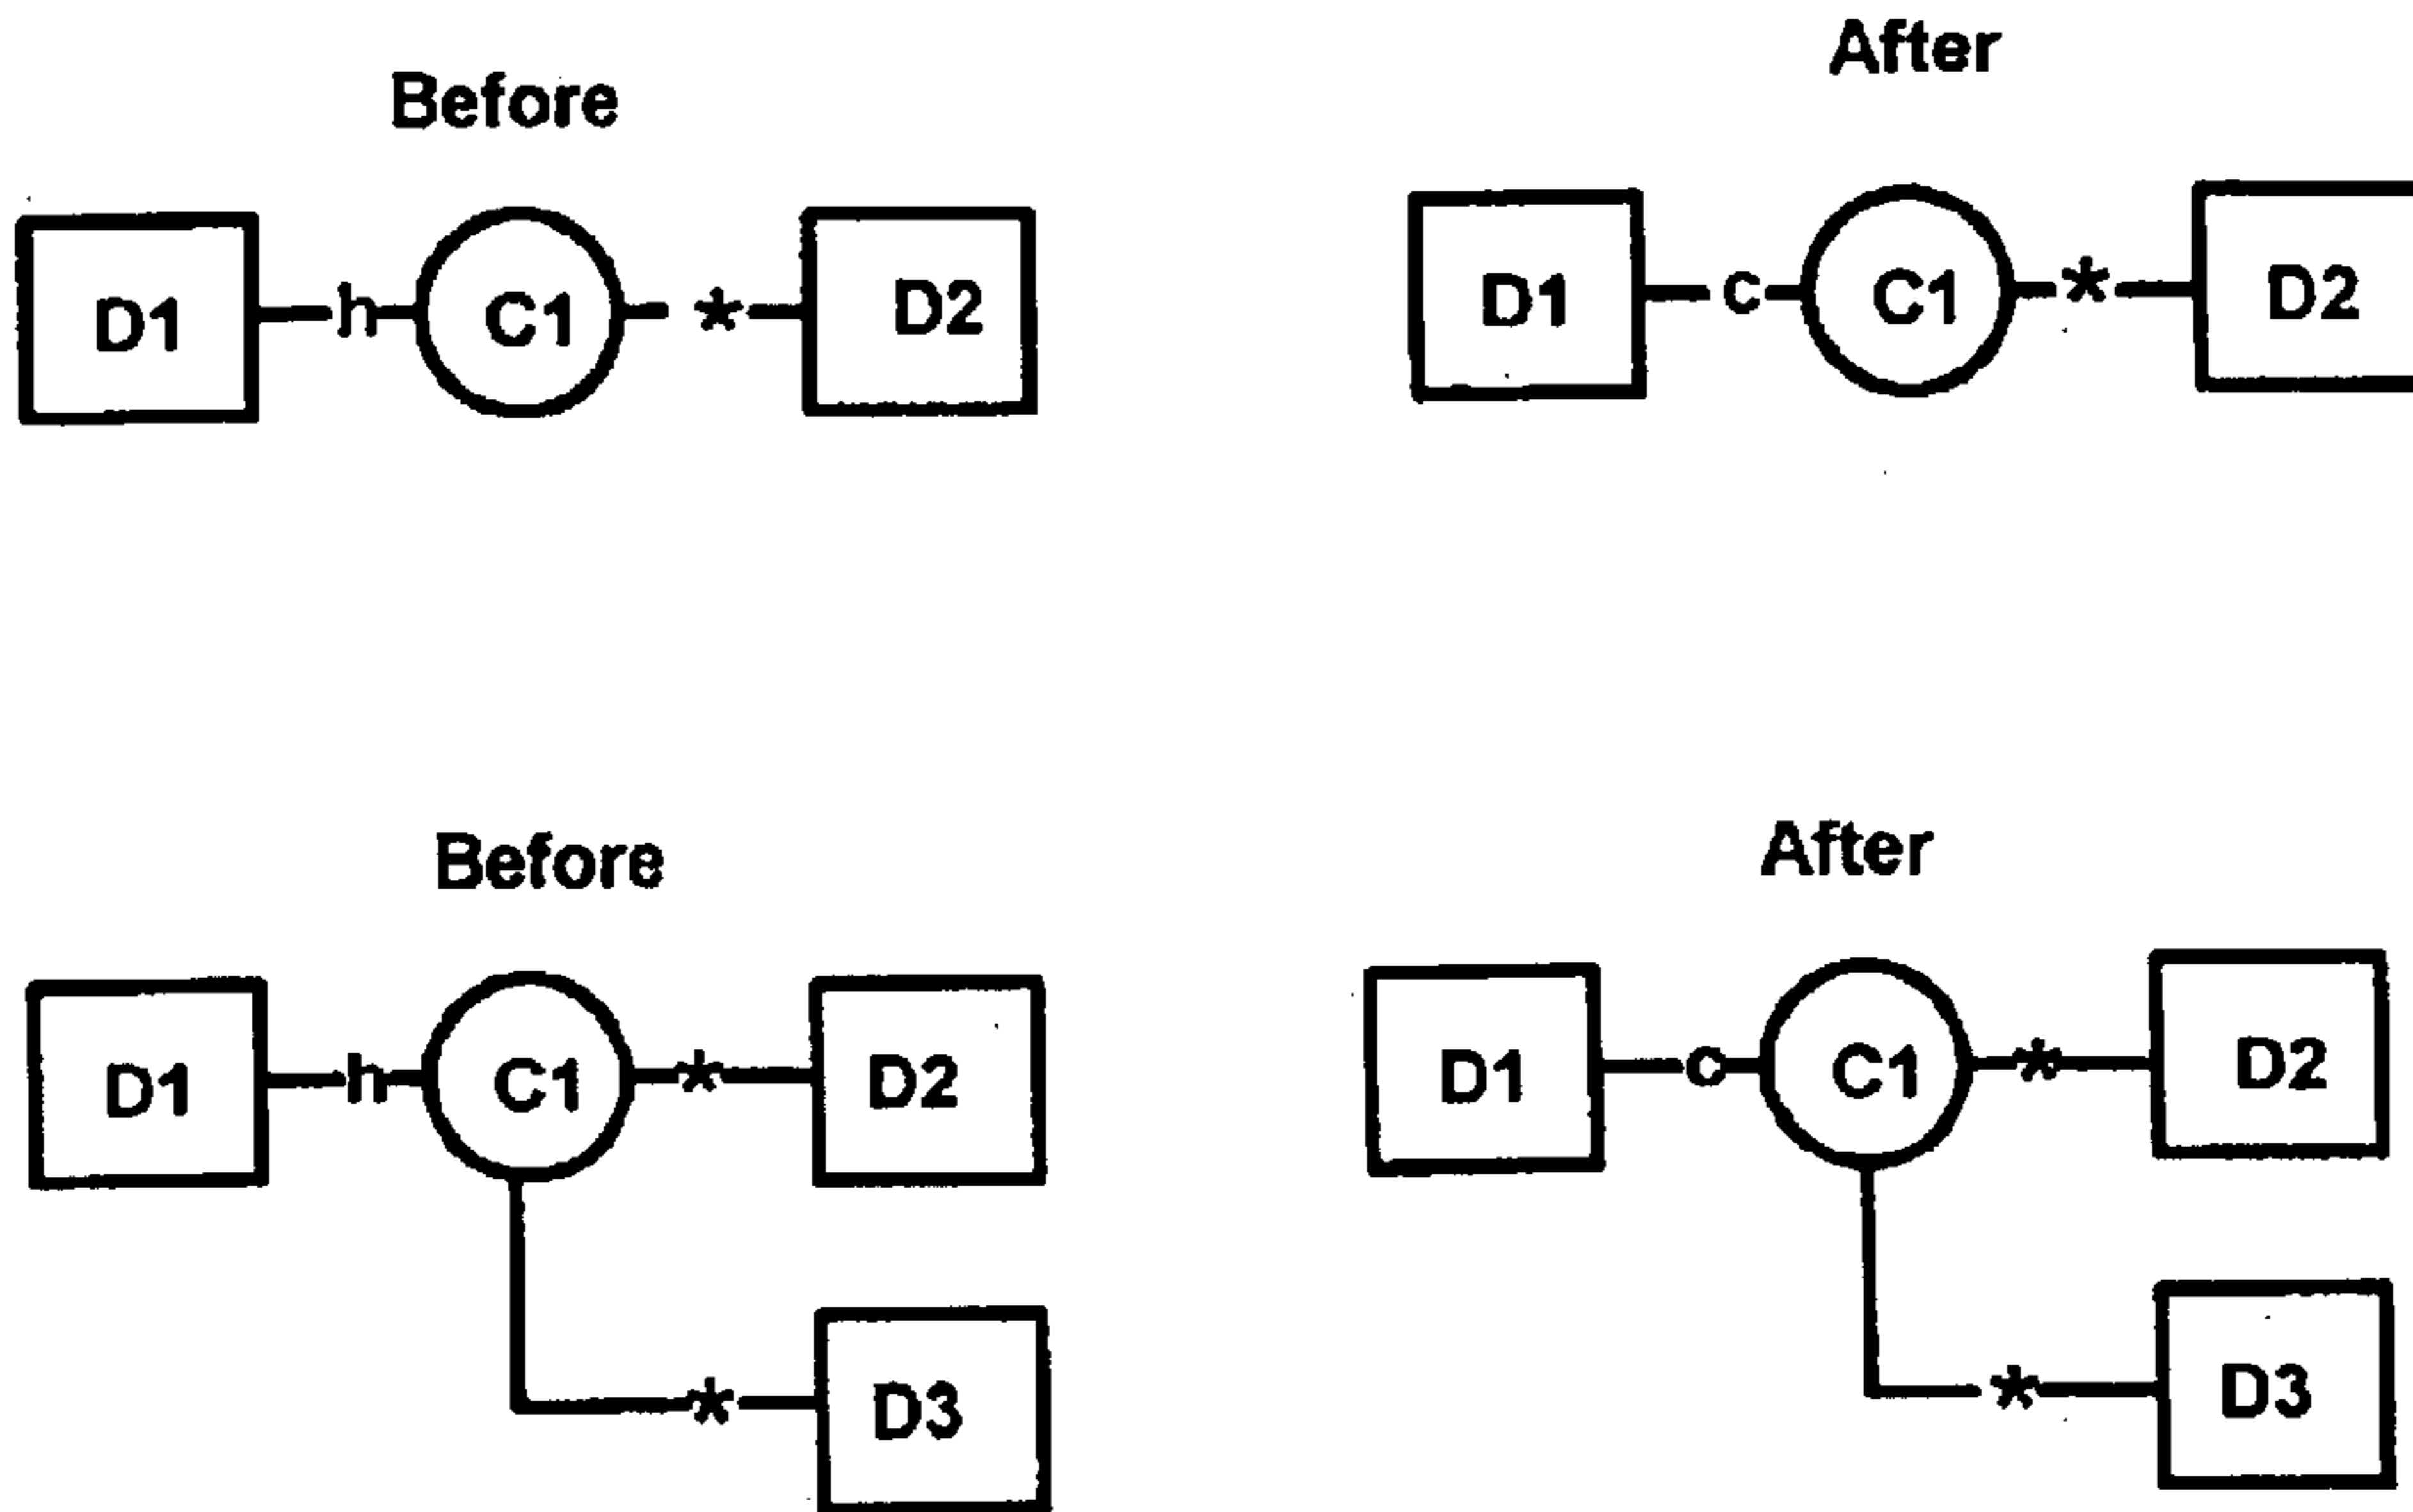 Before
After
D1 h C1 * D2
D1 c C1 * D2
Before
After
D1 h C1 * D2
* D3
D1 c C1 * D2
* D3